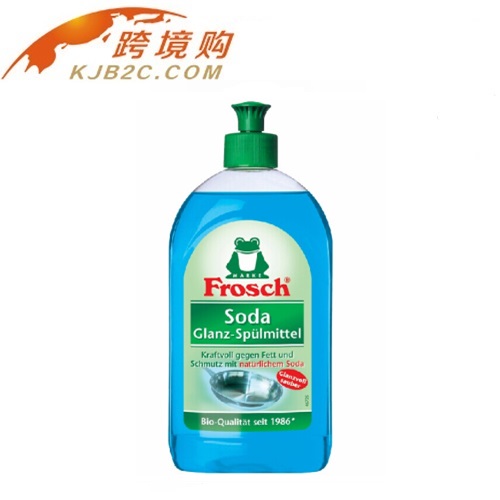 跨境购
KJB2C.COM
MARKE
Frosch®
Soda
Glanz-Spülmittel
Kraftvoll gegen Fett und
Schmutz mit natürlichem Soda
Glanzvoll
sauber
Bio-Qualität seit 1986*